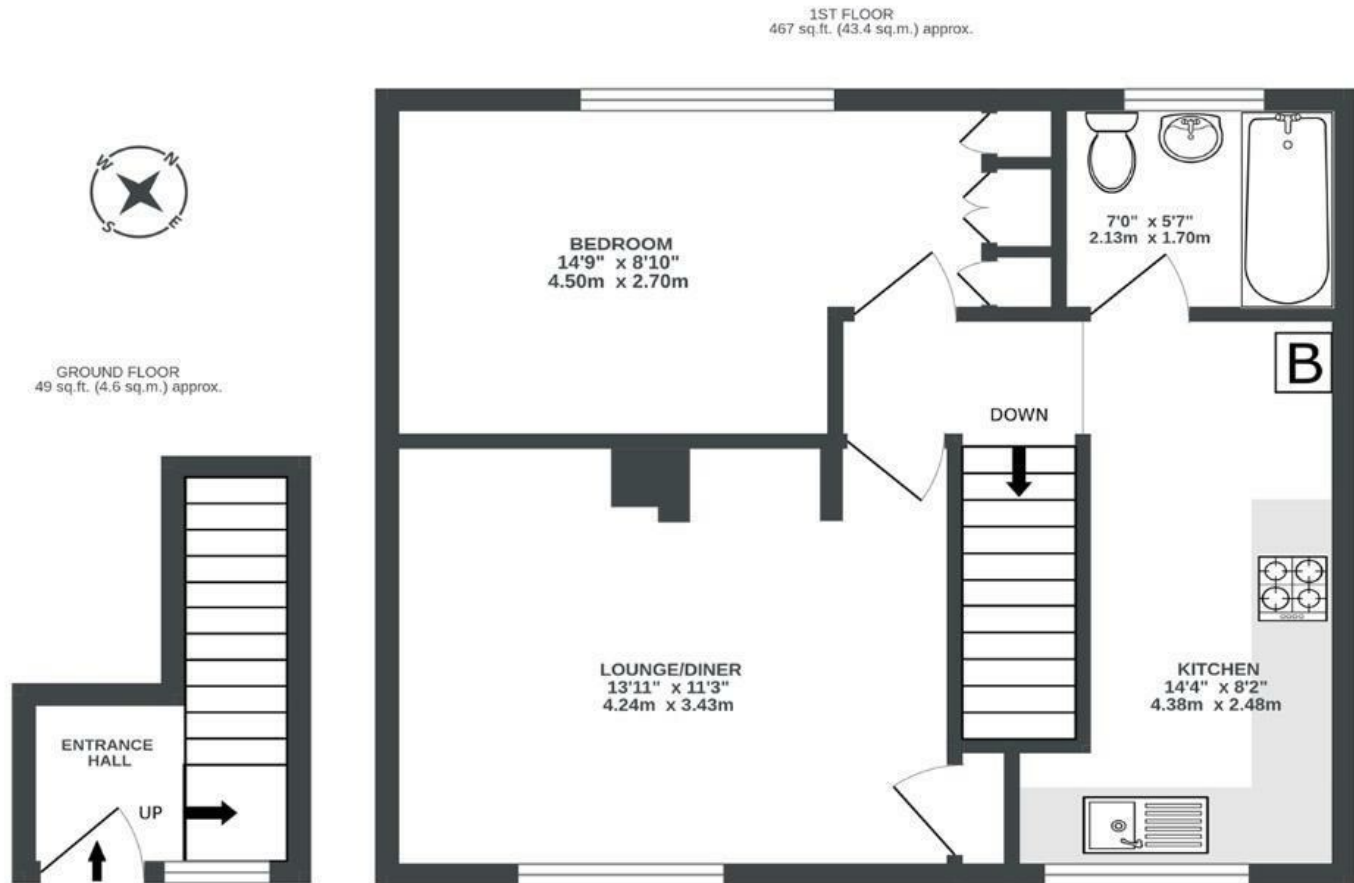 1ST FLOOR
467 sq.ft. (43.4 sq.m.) approx.
W
N
S
E
GROUND FLOOR
49 sq.ft. (4.6 sq.m.) approx.
BEDROOM
14'9" x 8'10"
4.50m x 2.70m
7'0" x 5'7"
2.13m x 1.70m
B
DOWN
LOUNGE/DINER
13'11" x 11'3"
4.24m x 3.43m
KITCHEN
14'4" x 8'2"
4.38m x 2.48m
ENTRANCE
HALL
UP